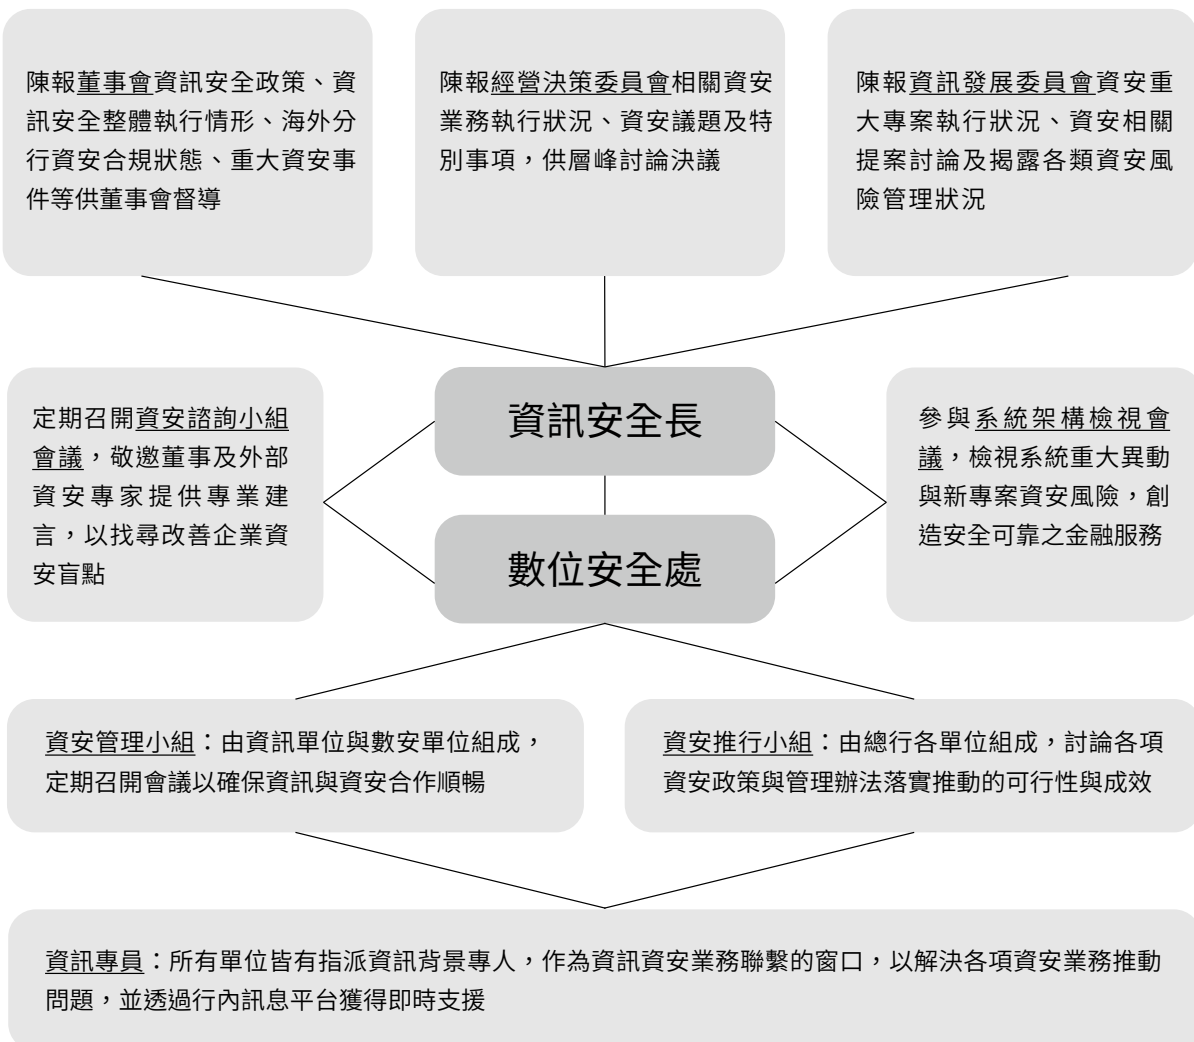 陳報董事會資訊安全政策、資
訊安全整體執行情形、海外分
行資安合規狀態、重大資安事
件等供董事會督導
陳報經營決策委員會相關資安
業務執行狀況、資安議題及特
別事項，供層峰討論決議
陳報資訊發展委員會資安重
大專案執行狀況、資安相關
提案討論及揭露各類資安風
險管理狀況
資訊安全長
定期召開資安諮詢小組
會議，敬邀董事及外部
資安專家提供專業建
言，以找尋改善企業資
安盲點
參與系統架構檢視會
議，檢視系統重大異動
與新專案資安風險，創
造安全可靠之金融服務
數位安全處
資安管理小組：由資訊單位與數安單位組成，
定期召開會議以確保資訊與資安合作順暢
資安推行小組：由總行各單位組成，討論各項
資安政策與管理辦法落實推動的可行性與成效
資訊專員：所有單位皆有指派資訊背景專人，作為資訊資安業務聯繫的窗口，以解決各項資安業務推動
問題，並透過行內訊息平台獲得即時支援